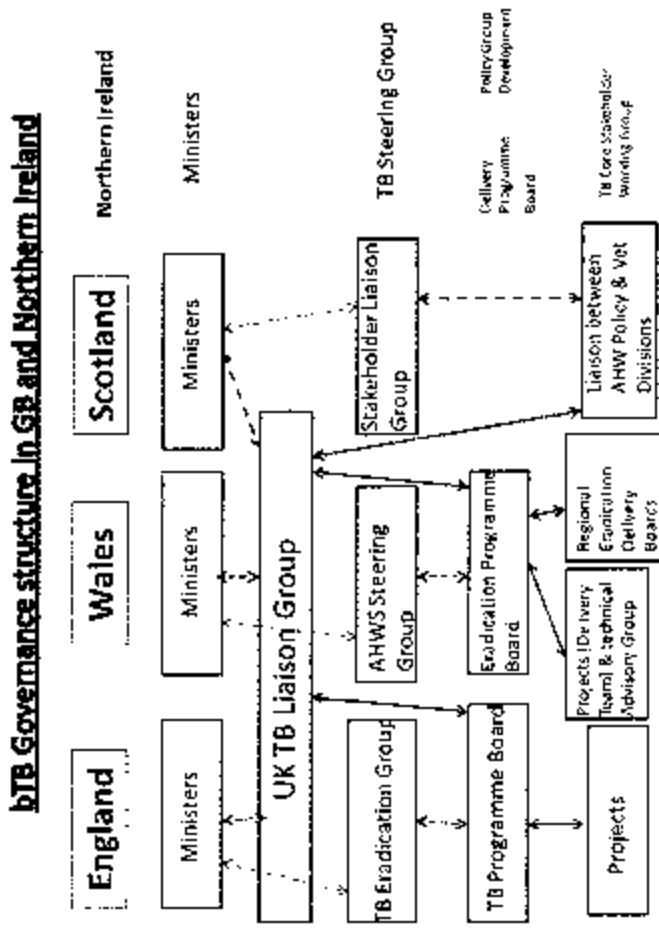 bTB Governance structure in GB and Northern Ireland
England
Wales
Scotland
Northern Ireland
Ministers
Ministers
Ministers
Ministers
UK TB Liaison Group
TB Eradication Group
AHWS Steering
Group
Stakeholder Liaison
Group
TB Steering Group
TB Programme Board
Eradication Programme
Board
Delivery
Programme
Board
Policy Group
Development
Projects
Projects (Delivery
Team) & technical
Advisory Group
Regional
Eradication
Delivery
Boards
Liaison between
AHW Policy & Vet
Divisions
TB Core Stakeholder
Working Group